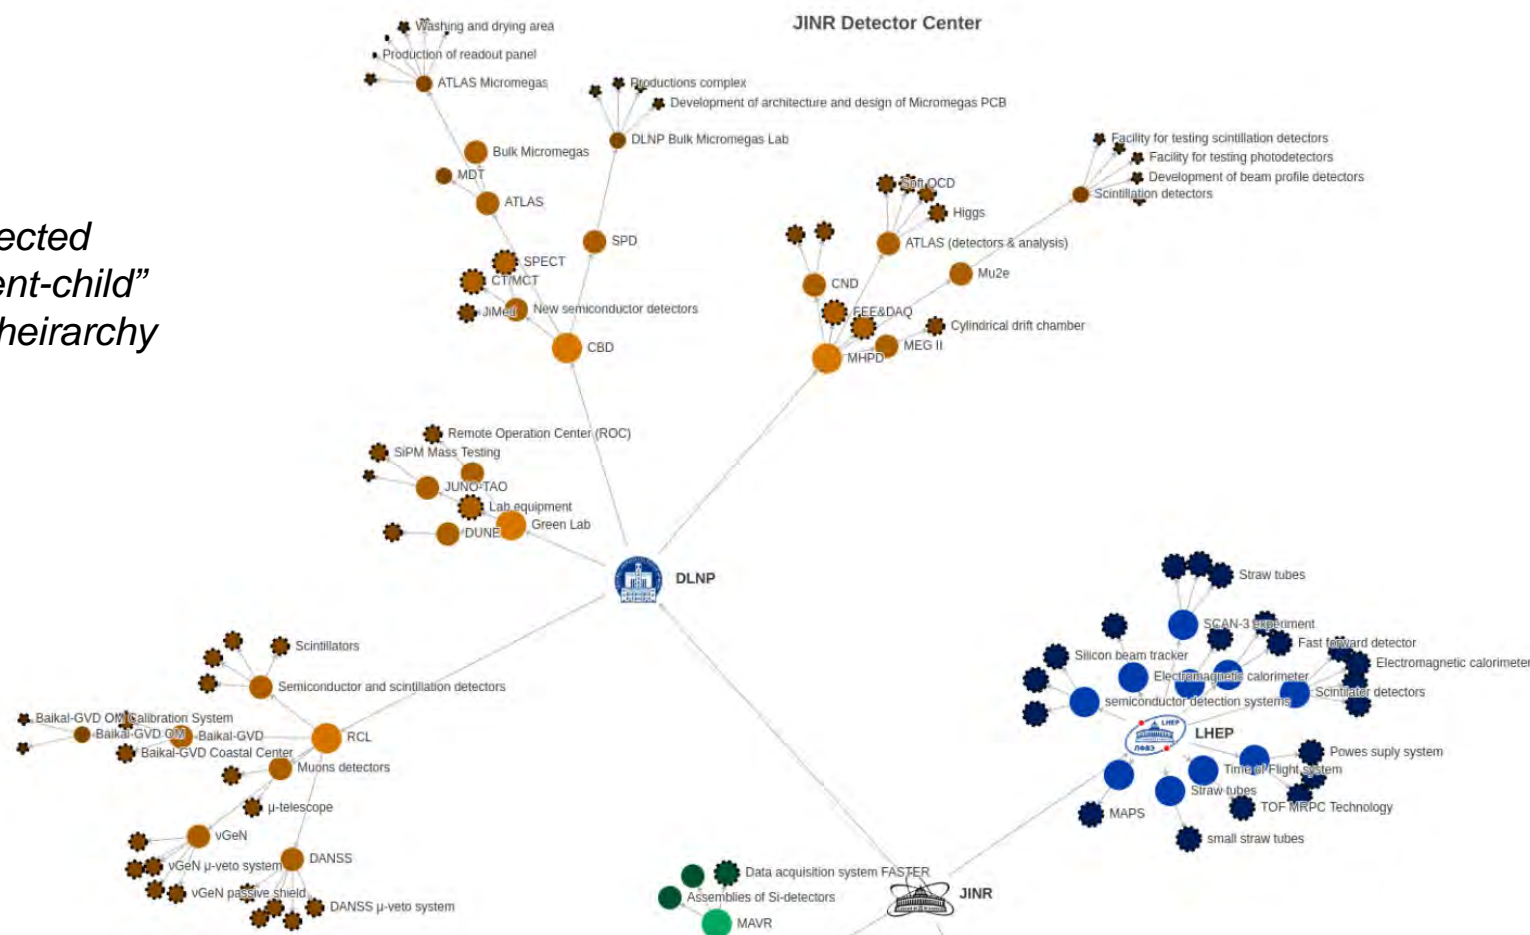 JINR Detector Center
Washing and drying area
Production of readout panel
ATLAS Micromegas
Productions complex
Development of architecture and design of Micromegas PCB
DLNP Bulk Micromegas Lab
Bulk Micromegas
MDT
ATLAS
SPD
SPECT
CT/MCT
JiMed
New semiconductor detectors
CBD
Facility for testing scintillation detectors
Facility for testing photodetectors
Development of beam profile detectors
Scintillation detectors
Soft QCD
Higgs
ATLAS (detectors & analysis)
Mu2e
CND
FEE&DAQ
Cylindrical drift chamber
MEG II
MHPD
ected
ent-child”
heirarchy
Remote Operation Center (ROC)
SiPM Mass Testing
JUNO-TAO
Lab equipment
Green Lab
DUNE
DLNP
Straw tubes
SCAN-3 experiment
Fast forward detector
Silicon beam tracker
Electromagnetic calorimeter
Electromagnetic calorimeter
Scintilater detectors
semiconductor detection systems
LHEP
ЛФВЭ
LHEP
Powes suply system
Time of Flight system
Straw tubes
MAPS
TOF MRPC Technology
small straw tubes
Scintillators
Semiconductor and scintillation detectors
Baikal-GVD OM Calibration System
Baikal-GVD OM
Baikal-GVD
RCL
Baikal-GVD Coastal Center
Muons detectors
μ-telescope
νGeN
νGeN μ-veto system
DANSS
νGeN passive shield
DANSS μ-veto system
Data acquisition system FASTER
Assemblies of Si-detectors
MAVR
JINR